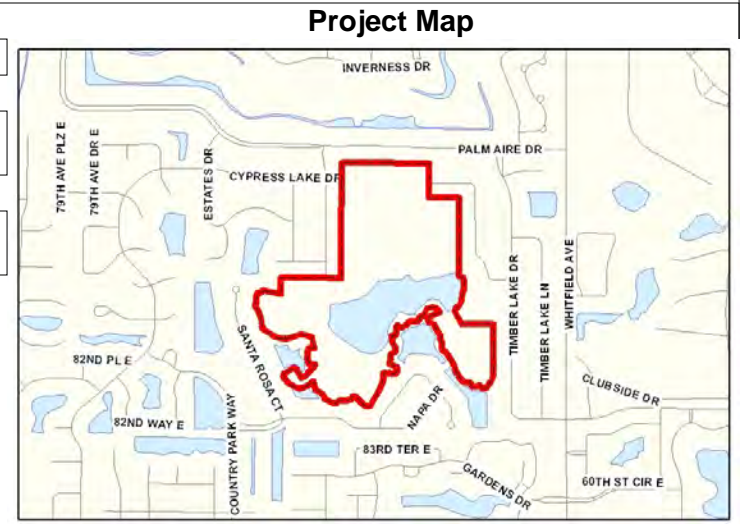 Project Map
INVERNESS DR
PALM AIRE DR
79TH AVE PLZ E
79TH AVE DR E
ESTATES DR
CYPRESS LAKE DR
TIMBER LAKE DR
TIMBER LAKE LN
WHITFIELD AVE
SANTA ROSA CT
82ND PL E
CLUBSIDE DR
NAPA DR
82ND WAY E
COUNTRY PARK WAY
83RD TER E
GARDENS DR
60TH ST CIR E